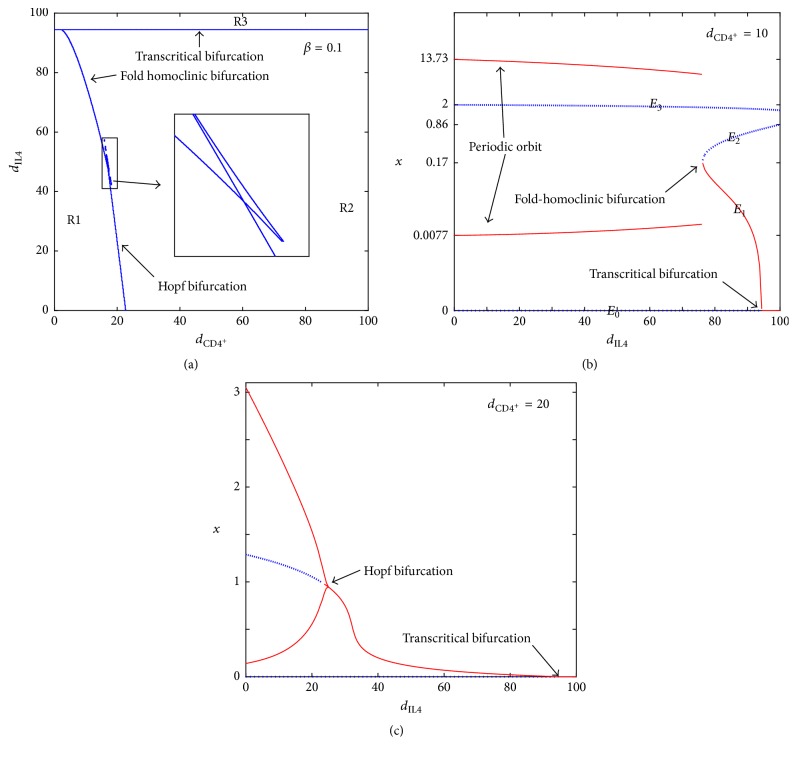 100
80
60
40
20
0
d_IL4
R3
Transcritical bifurcation
β = 0.1
Fold homoclinic bifurcation
R1
R2
Hopf bifurcation
0 20 40 60 80 100
d_CD4+
(a)
d_CD4+ = 10
13.73
2
0.86
0.17
0.0077
0
x
E3
E2
Periodic orbit
Fold-homoclinic bifurcation
E1
Transcritical bifurcation
E0
0 20 40 60 80 100
d_IL4
(b)
d_CD4+ = 20
3
2
1
0
x
Hopf bifurcation
Transcritical bifurcation
0 20 40 60 80 100
d_IL4
(c)